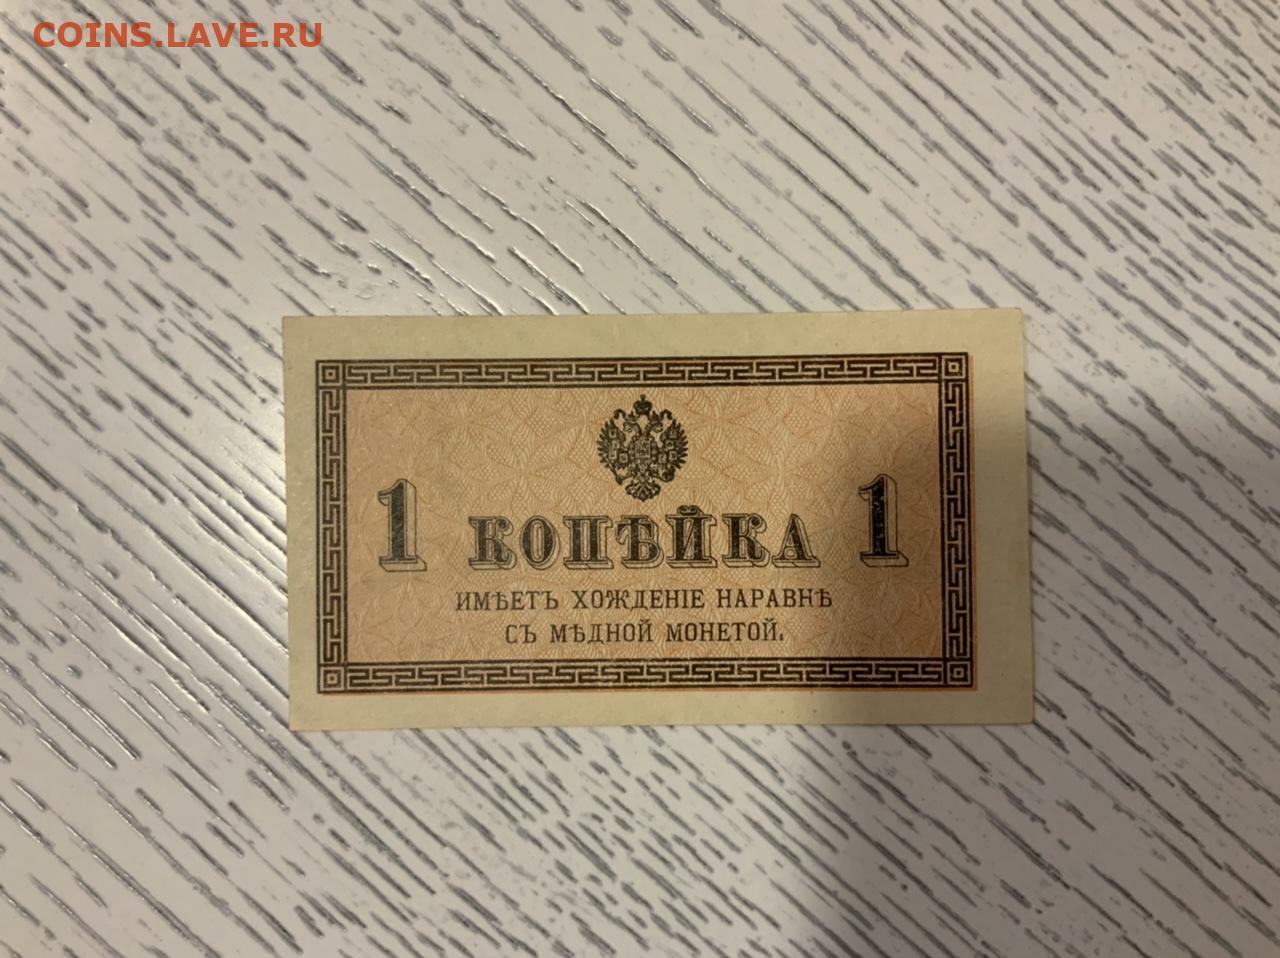 COINS.LAVE.RU
1 КОПѢЙКА 1
ИМѢЕТЪ ХОЖДЕНІЕ НАРАВНѢ
СЪ МѢДНОЙ МОНЕТОЙ.